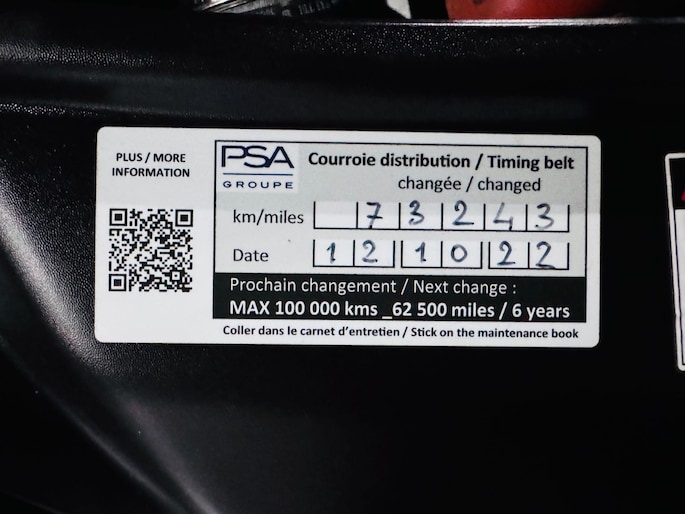 PLUS / MORE
INFORMATION
PSA
GROUPE
Courroie distribution / Timing belt
changée / changed
km/miles 73243
Date 12 10 22
Prochain changement / Next change :
MAX 100 000 kms _62 500 miles / 6 years
Coller dans le carnet d'entretien / Stick on the maintenance book